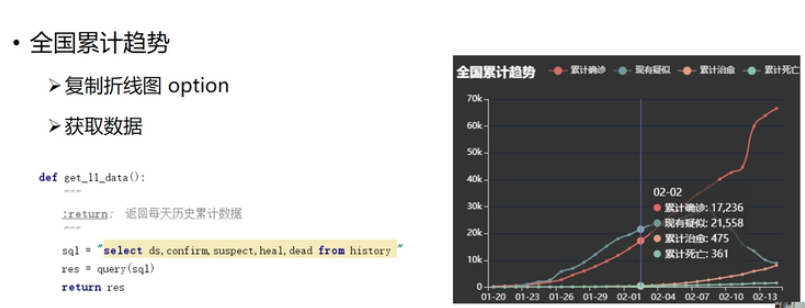 • 全国累计趋势
➢复制折线图 option
➢获取数据
def get_l1_data():
"""
:return: 返回每天历史累计数据
"""
sql = "select ds,confirm,suspect,heal,dead from history "
res = query(sql)
return res
全国累计趋势 累计确诊 现有疑似 累计治愈 累计死亡
70k
60k
50k
40k
30k
20k
10k
0
02-02
累计确诊: 17,236
现有疑似: 21,558
累计治愈: 475
累计死亡: 361
01-20 01-23 01-26 01-29 02-01 02-04 02-07 02-10 02-13